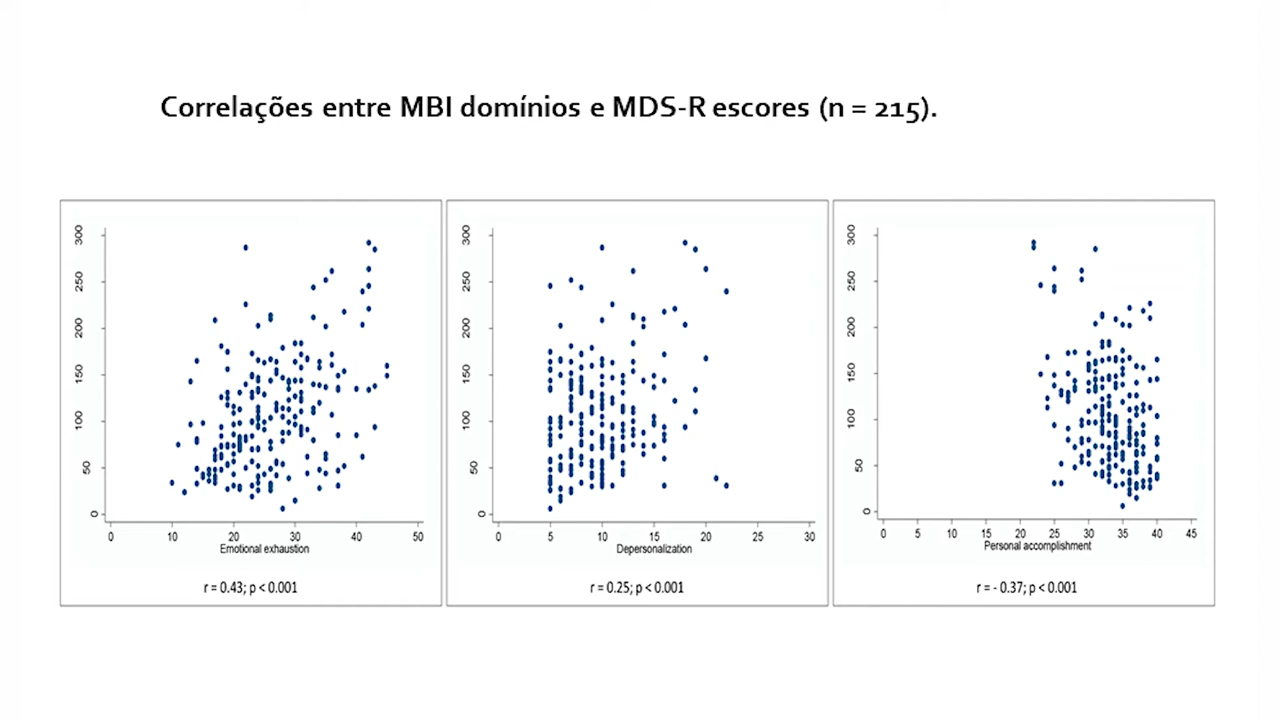 Correlações entre MBI domínios e MDS-R escores (n = 215).
300
250
200
150
100
50
0
0 10 20 30 40 50
Emotional exhaustion
r = 0.43; p < 0.001
300
250
200
150
100
50
0
0 5 10 15 20 25 30
Depersonalization
r = 0.25; p < 0.001
300
250
200
150
100
50
0
0 5 10 15 20 25 30 35 40 45
Personal accomplishment
r = - 0.37; p < 0.001